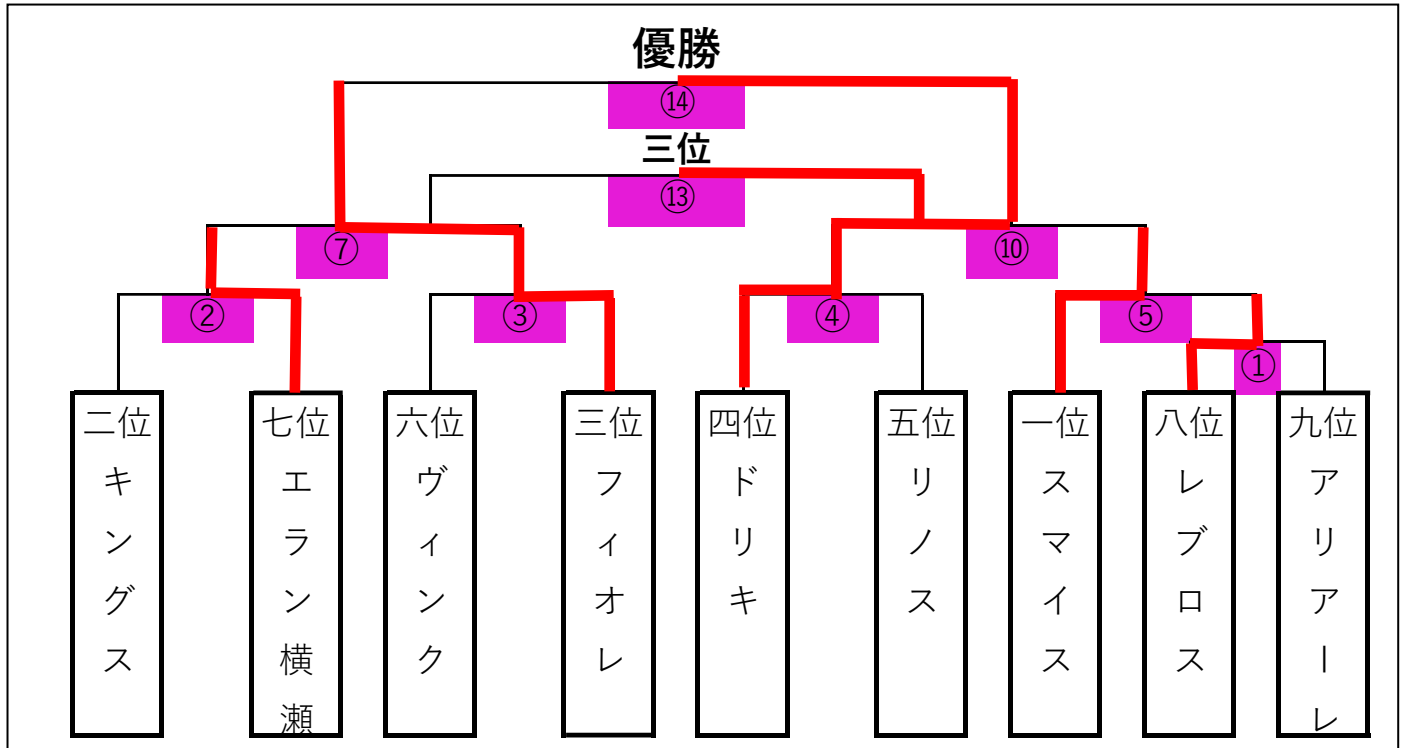 優勝
⑭
三位
⑬
⑦
⑩
②
③
④
⑤
①
二位
キングス
七位
エラン横瀬
六位
ヴィンク
三位
フィオレ
四位
ドリキ
五位
リノス
一位
スマイス
八位
レブロス
九位
アリアーレ